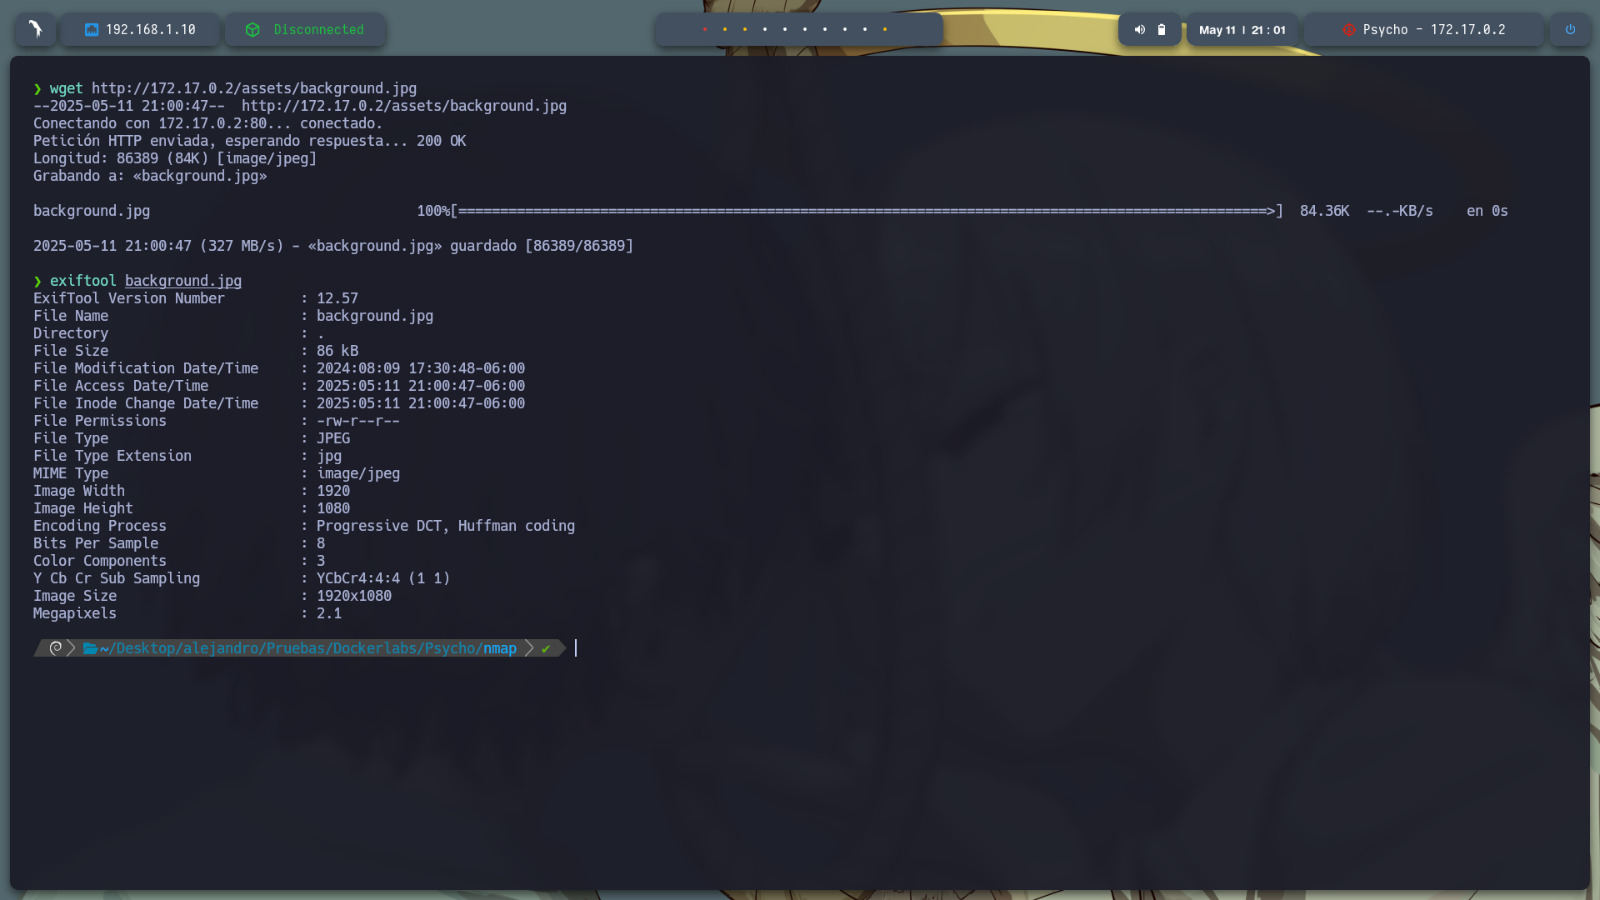 192.168.1.10
Disconnected
May 11 | 21:01
Psycho - 172.17.0.2
❯ wget http://172.17.0.2/assets/background.jpg
--2025-05-11 21:00:47--  http://172.17.0.2/assets/background.jpg
Conectando con 172.17.0.2:80... conectado.
Petición HTTP enviada, esperando respuesta... 200 OK
Longitud: 86389 (84K) [image/jpeg]
Grabando a: «background.jpg»
background.jpg 100%[=================================================================================================>] 84.36K --.-KB/s en 0s
2025-05-11 21:00:47 (327 MB/s) - «background.jpg» guardado [86389/86389]
❯ exiftool background.jpg
ExifTool Version Number : 12.57
File Name : background.jpg
Directory : .
File Size : 86 kB
File Modification Date/Time : 2024:08:09 17:30:48-06:00
File Access Date/Time : 2025:05:11 21:00:47-06:00
File Inode Change Date/Time : 2025:05:11 21:00:47-06:00
File Permissions : -rw-r--r--
File Type : JPEG
File Type Extension : jpg
MIME Type : image/jpeg
Image Width : 1920
Image Height : 1080
Encoding Process : Progressive DCT, Huffman coding
Bits Per Sample : 8
Color Components : 3
Y Cb Cr Sub Sampling : YCbCr4:4:4 (1 1)
Image Size : 1920x1080
Megapixels : 2.1
~/Desktop/alejandro/Pruebas/Dockerlabs/Psycho/nmap ✔